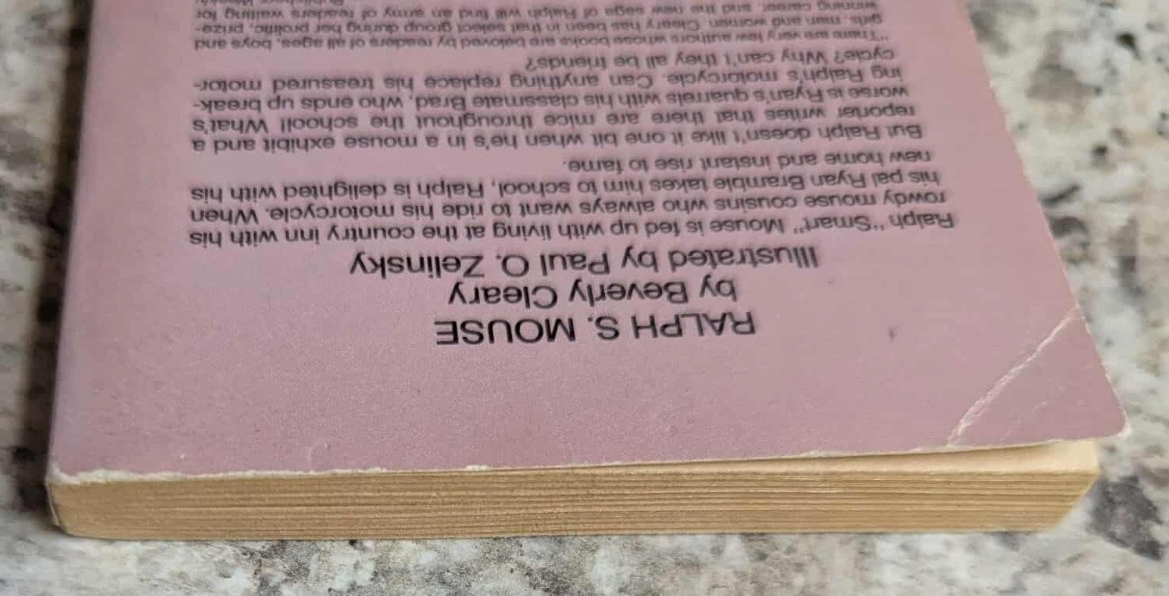 RALPH S. MOUSE
by Beverly Cleary
Illustrated by Paul O. Zelinsky
Ralph "Smart" Mouse is fed up with living at the country inn with his
rowdy mouse cousins who always want to ride his motorcycle. When
his pal Ryan Bramble takes him to school, Ralph is delighted with his
new home and instant rise to fame.
But Ralph doesn't like it one bit when he's in a mouse exhibit and a
reporter writes that there are mice throughout the school! What's
worse is Ryan's quarrels with his classmate Brad, who ends up break-
ing Ralph's motorcycle. Can anything replace his treasured motor-
cycle? Why can't they all be friends?
"There are very few authors whose books are beloved by readers of all ages, boys and
girls, men and women. Cleary has been in that select group during her prolific, prize-
winning career, and the new saga of Ralph will find an army of readers waiting for